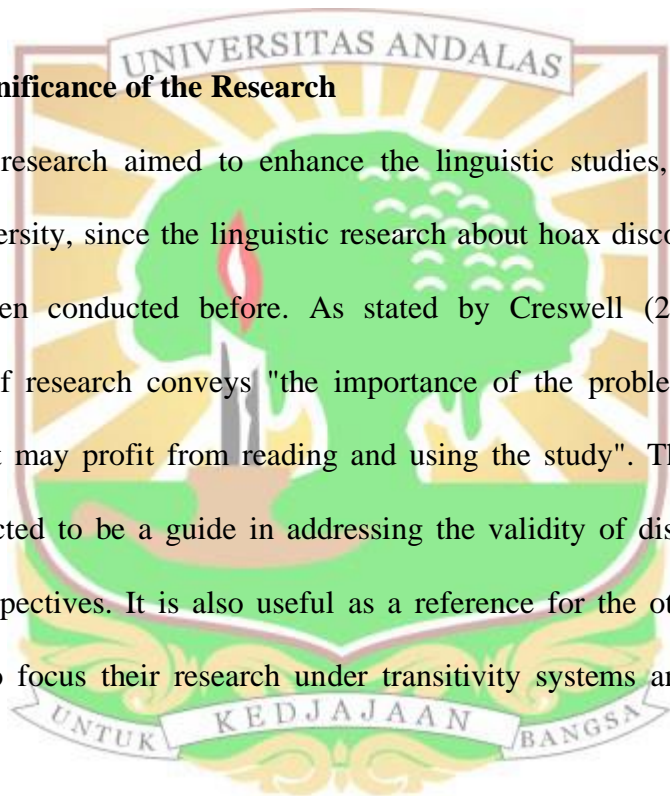 UNIVERSITAS ANDALAS
nificance of the Research
research aimed to enhance the linguistic studies,
ersity, since the linguistic research about hoax disco
en conducted before. As stated by Creswell (2
f research conveys "the importance of the proble
t may profit from reading and using the study". Th
cted to be a guide in addressing the validity of dis
pectives. It is also useful as a reference for the ot
o focus their research under transitivity systems an
UNTUK KEDJAJAAN BANGSA